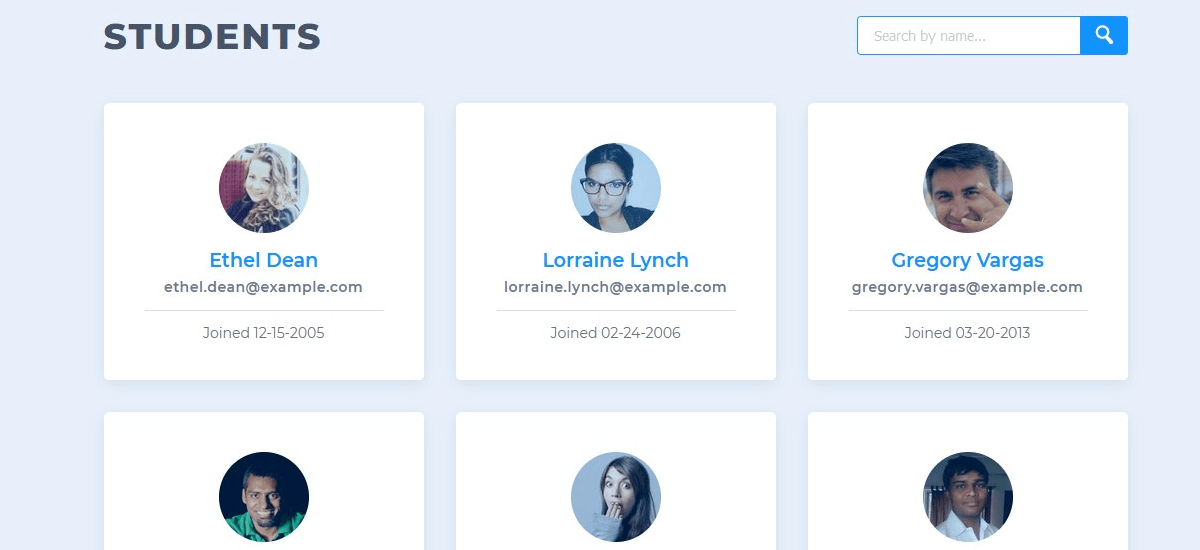 STUDENTS
Search by name...
Ethel Dean
ethel.dean@example.com
Joined 12-15-2005
Lorraine Lynch
lorraine.lynch@example.com
Joined 02-24-2006
Gregory Vargas
gregory.vargas@example.com
Joined 03-20-2013